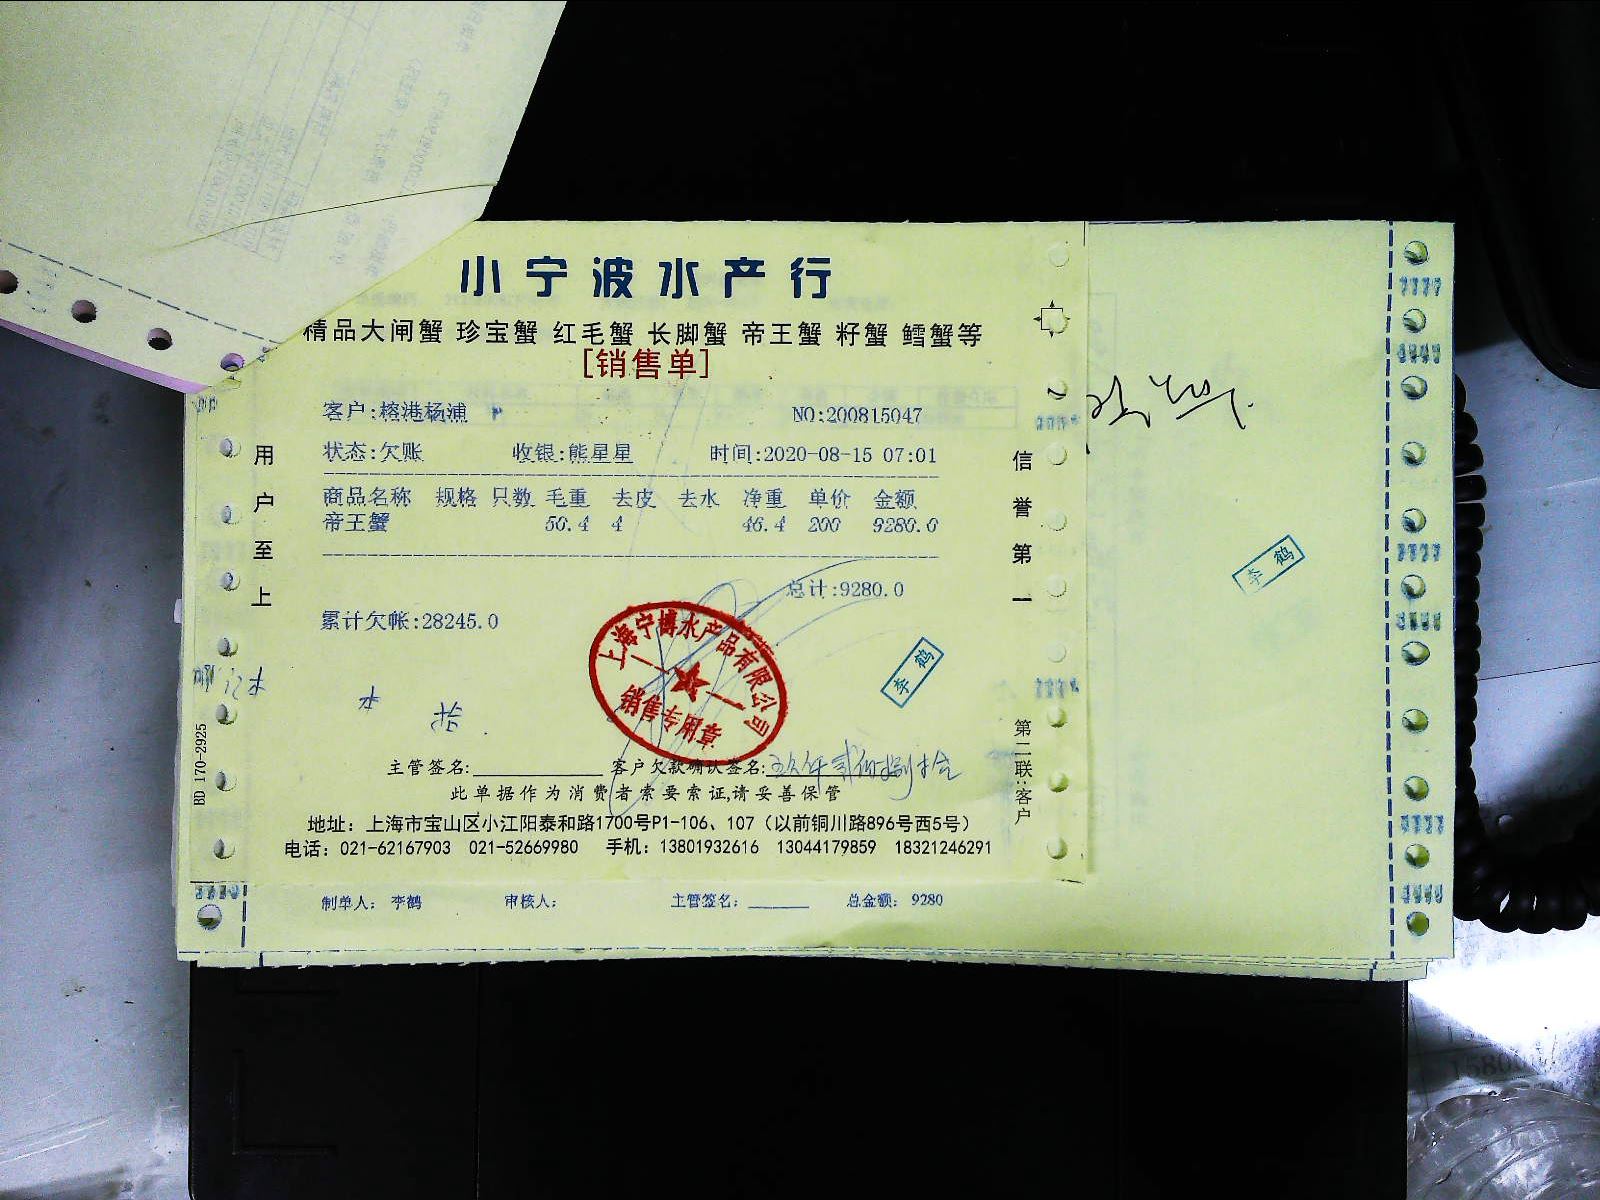 小宁波水产行
精品大闸蟹 珍宝蟹 红毛蟹 长脚蟹 帝王蟹 籽蟹 鳕蟹等
[销售单]
客户:榕港杨浦 NO:200815047
状态:欠账 收银:熊星星 时间:2020-08-15 07:01
商品名称 规格 只数 毛重 去皮 去水 净重 单价 金额
帝王蟹 50.4 4 46.4 200 9280.0
总计:9280.0
累计欠帐:28245.0
用户至上
信誉第一
上海宁博水产品有限公司
销售专用章
李鹤
李鹤
第二联:客户
BD 170-2925
主管签名: 客户欠款确认签名:
此单据作为消费者索要索证,请妥善保管
地址：上海市宝山区小江阳泰和路1700号P1-106、107（以前铜川路896号西5号）
电话：021-62167903 021-52669980 手机：13801932616 13044179859 18321246291
制单人： 李鹤 审核人： 主管签名： 总金额： 9280